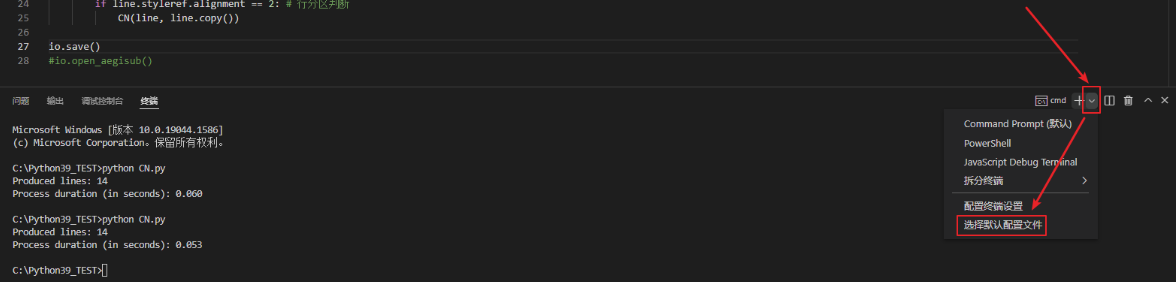 24 if line.styleref.alignment == 2: # 行分区判断
25 CN(line, line.copy())
26
27 io.save()
28 #io.open_aegisub()
问题 输出 调试控制台 终端 cmd
Microsoft Windows [版本 10.0.19044.1586]
(c) Microsoft Corporation。保留所有权利。
C:\Python39_TEST>python CN.py
Produced lines: 14
Process duration (in seconds): 0.060
C:\Python39_TEST>python CN.py
Produced lines: 14
Process duration (in seconds): 0.053
C:\Python39_TEST>
Command Prompt (默认)
PowerShell
JavaScript Debug Terminal
拆分终端
配置终端设置
选择默认配置文件